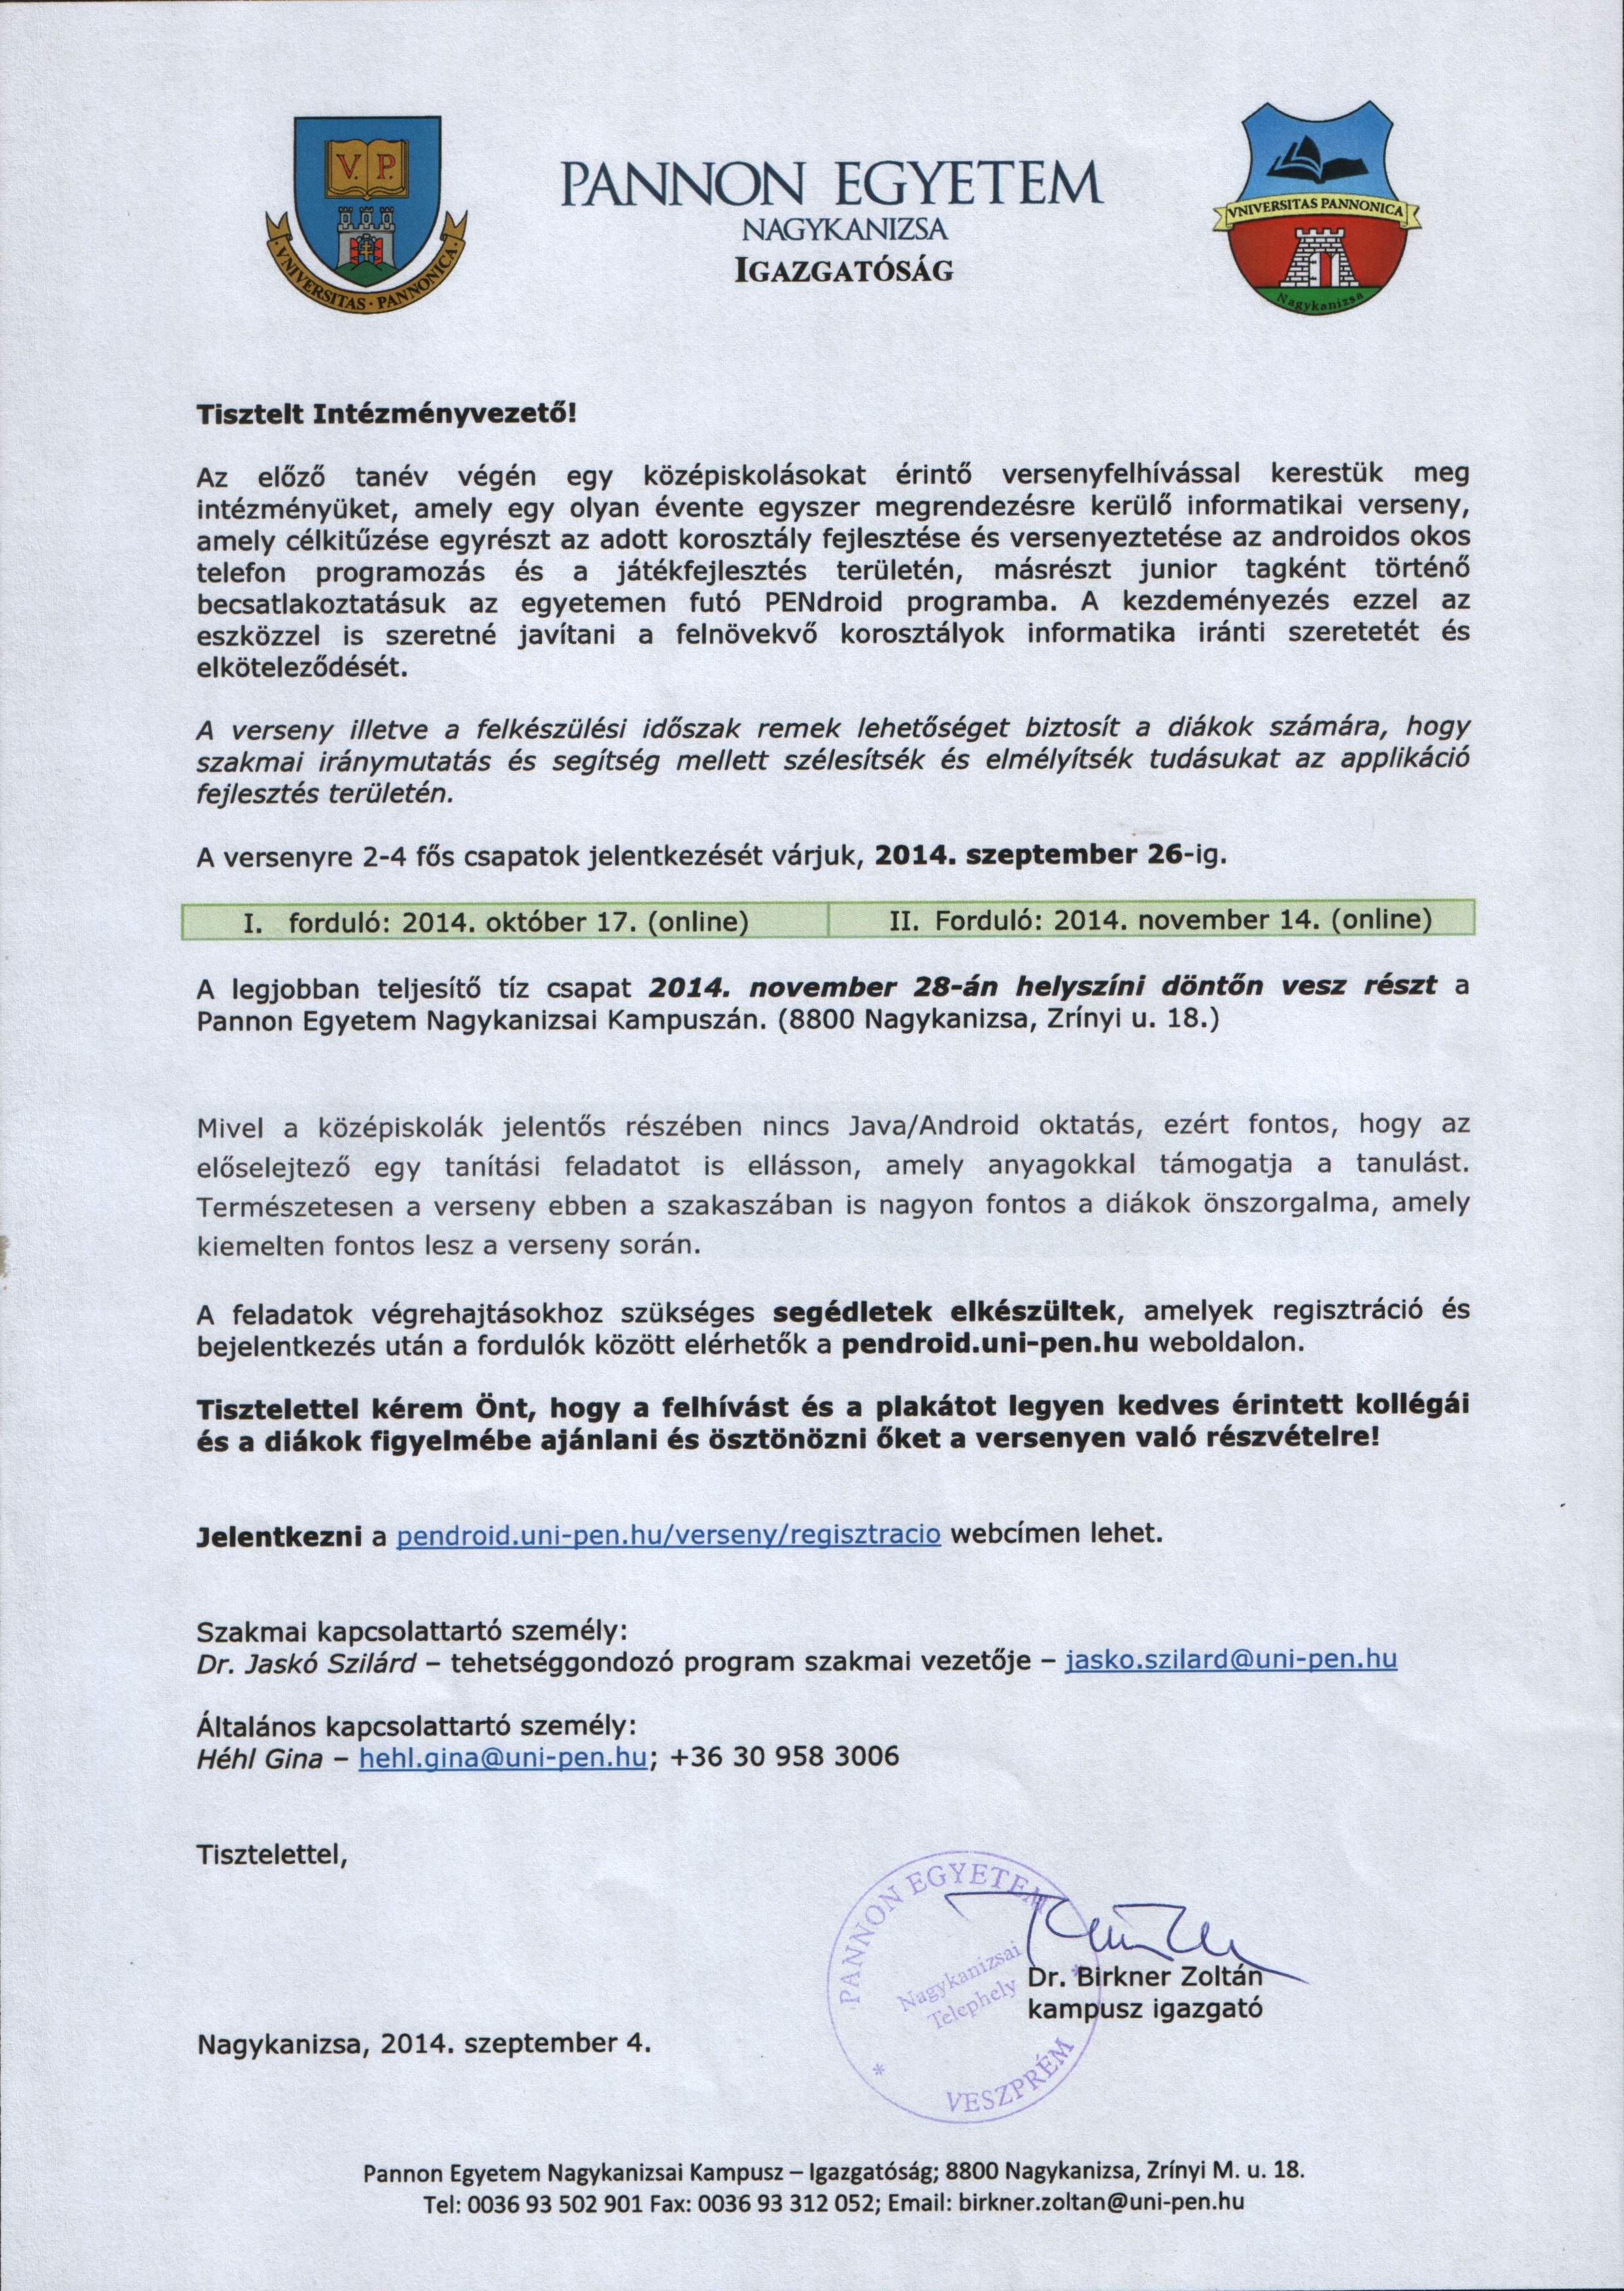 V. P.
VNIVERSITAS · PANNONICA
PANNON EGYETEM
NAGYKANIZSA
IGAZGATÓSÁG
VNIVERSITAS PANNONICA
Nagykanizsa
Tisztelt Intézményvezető!
Az előző tanév végén egy középiskolásokat érintő versenyfelhívással kerestük meg
intézményüket, amely egy olyan évente egyszer megrendezésre kerülő informatikai verseny,
amely célkitűzése egyrészt az adott korosztály fejlesztése és versenyeztetése az androidos okos
telefon programozás és a játékfejlesztés területén, másrészt junior tagként történő
becsatlakoztatásuk az egyetemen futó PENdroid programba. A kezdeményezés ezzel az
eszközzel is szeretné javítani a felnövekvő korosztályok informatika iránti szeretetét és
elköteleződését.
A verseny illetve a felkészülési időszak remek lehetőséget biztosít a diákok számára, hogy
szakmai iránymutatás és segítség mellett szélesítsék és elmélyítsék tudásukat az applikáció
fejlesztés területén.
A versenyre 2-4 fős csapatok jelentkezését várjuk, 2014. szeptember 26-ig.
I. forduló: 2014. október 17. (online) II. Forduló: 2014. november 14. (online)
A legjobban teljesítő tíz csapat 2014. november 28-án helyszíni döntőn vesz részt a
Pannon Egyetem Nagykanizsai Kampuszán. (8800 Nagykanizsa, Zrínyi u. 18.)
Mivel a középiskolák jelentős részében nincs Java/Android oktatás, ezért fontos, hogy az
előselejtező egy tanítási feladatot is ellásson, amely anyagokkal támogatja a tanulást.
Természetesen a verseny ebben a szakaszában is nagyon fontos a diákok önszorgalma, amely
kiemelten fontos lesz a verseny során.
A feladatok végrehajtásokhoz szükséges segédletek elkészültek, amelyek regisztráció és
bejelentkezés után a fordulók között elérhetők a pendroid.uni-pen.hu weboldalon.
Tisztelettel kérem Önt, hogy a felhívást és a plakátot legyen kedves érintett kollégái
és a diákok figyelmébe ajánlani és ösztönözni őket a versenyen való részvételre!
Jelentkezni a pendroid.uni-pen.hu/verseny/regisztracio webcímen lehet.
Szakmai kapcsolattartó személy:
Dr. Jaskó Szilárd – tehetséggondozó program szakmai vezetője – jasko.szilard@uni-pen.hu
Általános kapcsolattartó személy:
Héhl Gina – hehl.gina@uni-pen.hu; +36 30 958 3006
Tisztelettel,
PANNON EGYETEM
Nagykanizsai
Telephely
* VESZPRÉM *
Dr. Birkner Zoltán
kampusz igazgató
Nagykanizsa, 2014. szeptember 4.
Pannon Egyetem Nagykanizsai Kampusz – Igazgatóság; 8800 Nagykanizsa, Zrínyi M. u. 18.
Tel: 0036 93 502 901 Fax: 0036 93 312 052; Email: birkner.zoltan@uni-pen.hu